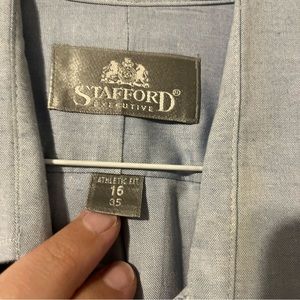 STAFFORD®
EXECUTIVE
ATHLETIC FIT
16
35